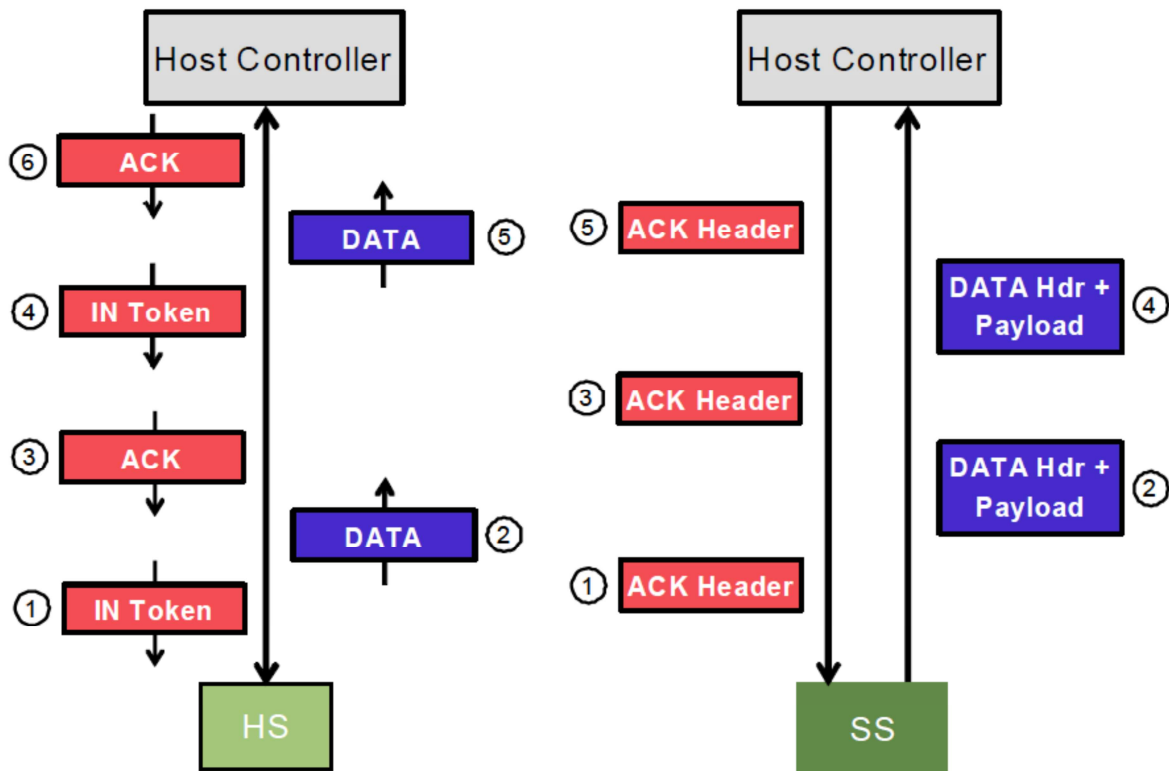 Host Controller
6
ACK
DATA
5
4
IN Token
3
ACK
DATA
2
1
IN Token
HS
Host Controller
5
ACK Header
DATA Hdr +
Payload
4
3
ACK Header
DATA Hdr +
Payload
2
1
ACK Header
SS